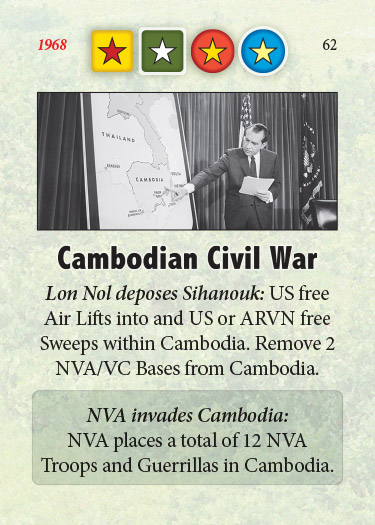 1968
62
THAILAND
CAMBODIA
Cambodian Civil War
Lon Nol deposes Sihanouk: US free
Air Lifts into and US or ARVN free
Sweeps within Cambodia. Remove 2
NVA/VC Bases from Cambodia.
NVA invades Cambodia:
NVA places a total of 12 NVA
Troops and Guerrillas in Cambodia.